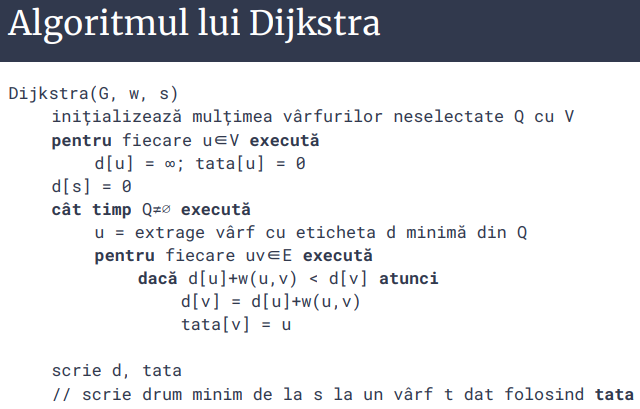 Algoritmul lui Dijkstra
Dijkstra(G, w, s)
inițializează mulțimea vârfurilor neselectate Q cu V
pentru fiecare u∈V execută
d[u] = ∞; tata[u] = 0
d[s] = 0
cât timp Q≠∅ execută
u = extrage vârf cu eticheta d minimă din Q
pentru fiecare uv∈E execută
dacă d[u]+w(u,v) < d[v] atunci
d[v] = d[u]+w(u,v)
tata[v] = u
scrie d, tata
// scrie drum minim de la s la un vârf t dat folosind tata